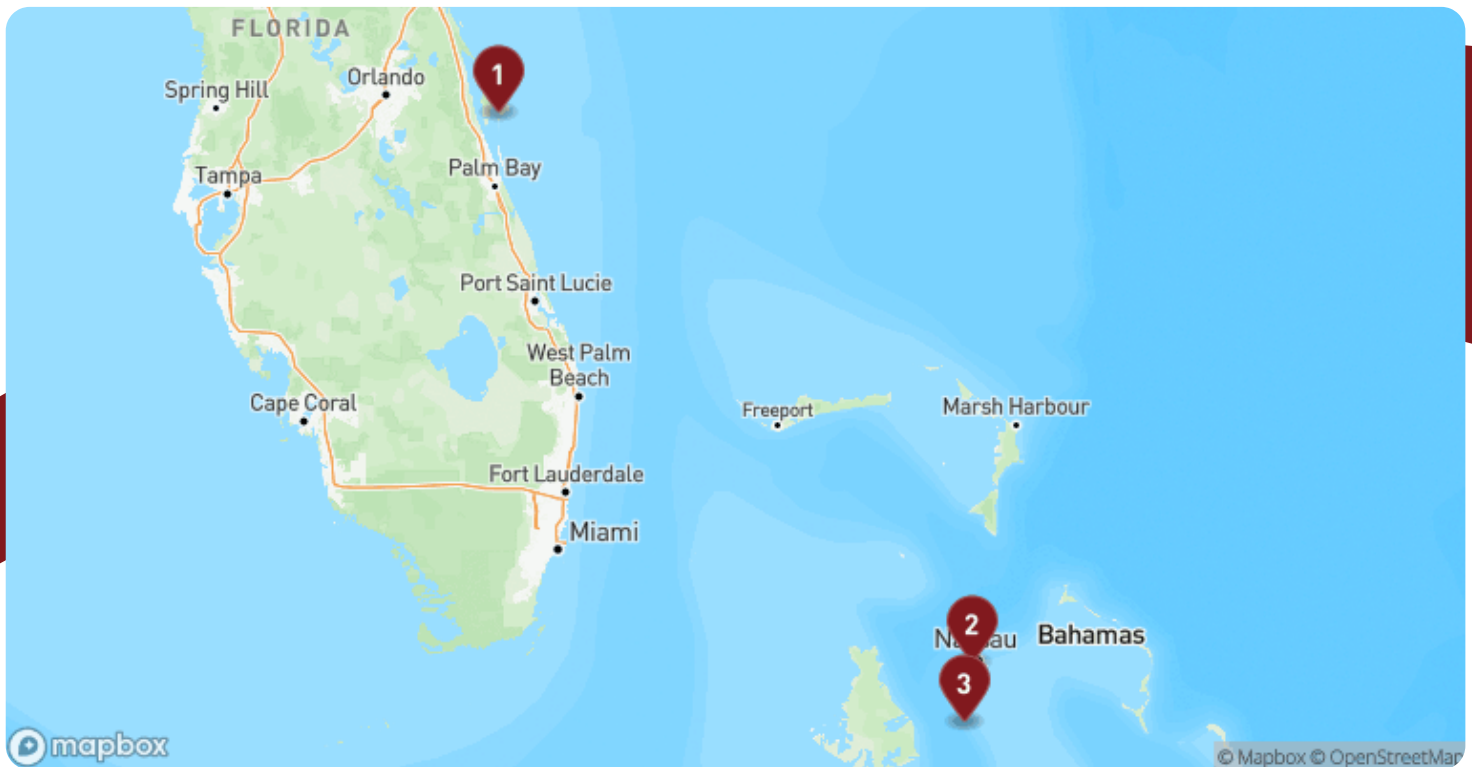 FLORIDA
1
Orlando
Spring Hill
Palm Bay
Tampa
Port Saint Lucie
West Palm
Beach
Cape Coral
Freeport
Marsh Harbour
Fort Lauderdale
Miami
2
Bahamas
3
mapbox
© Mapbox © OpenStreetMap